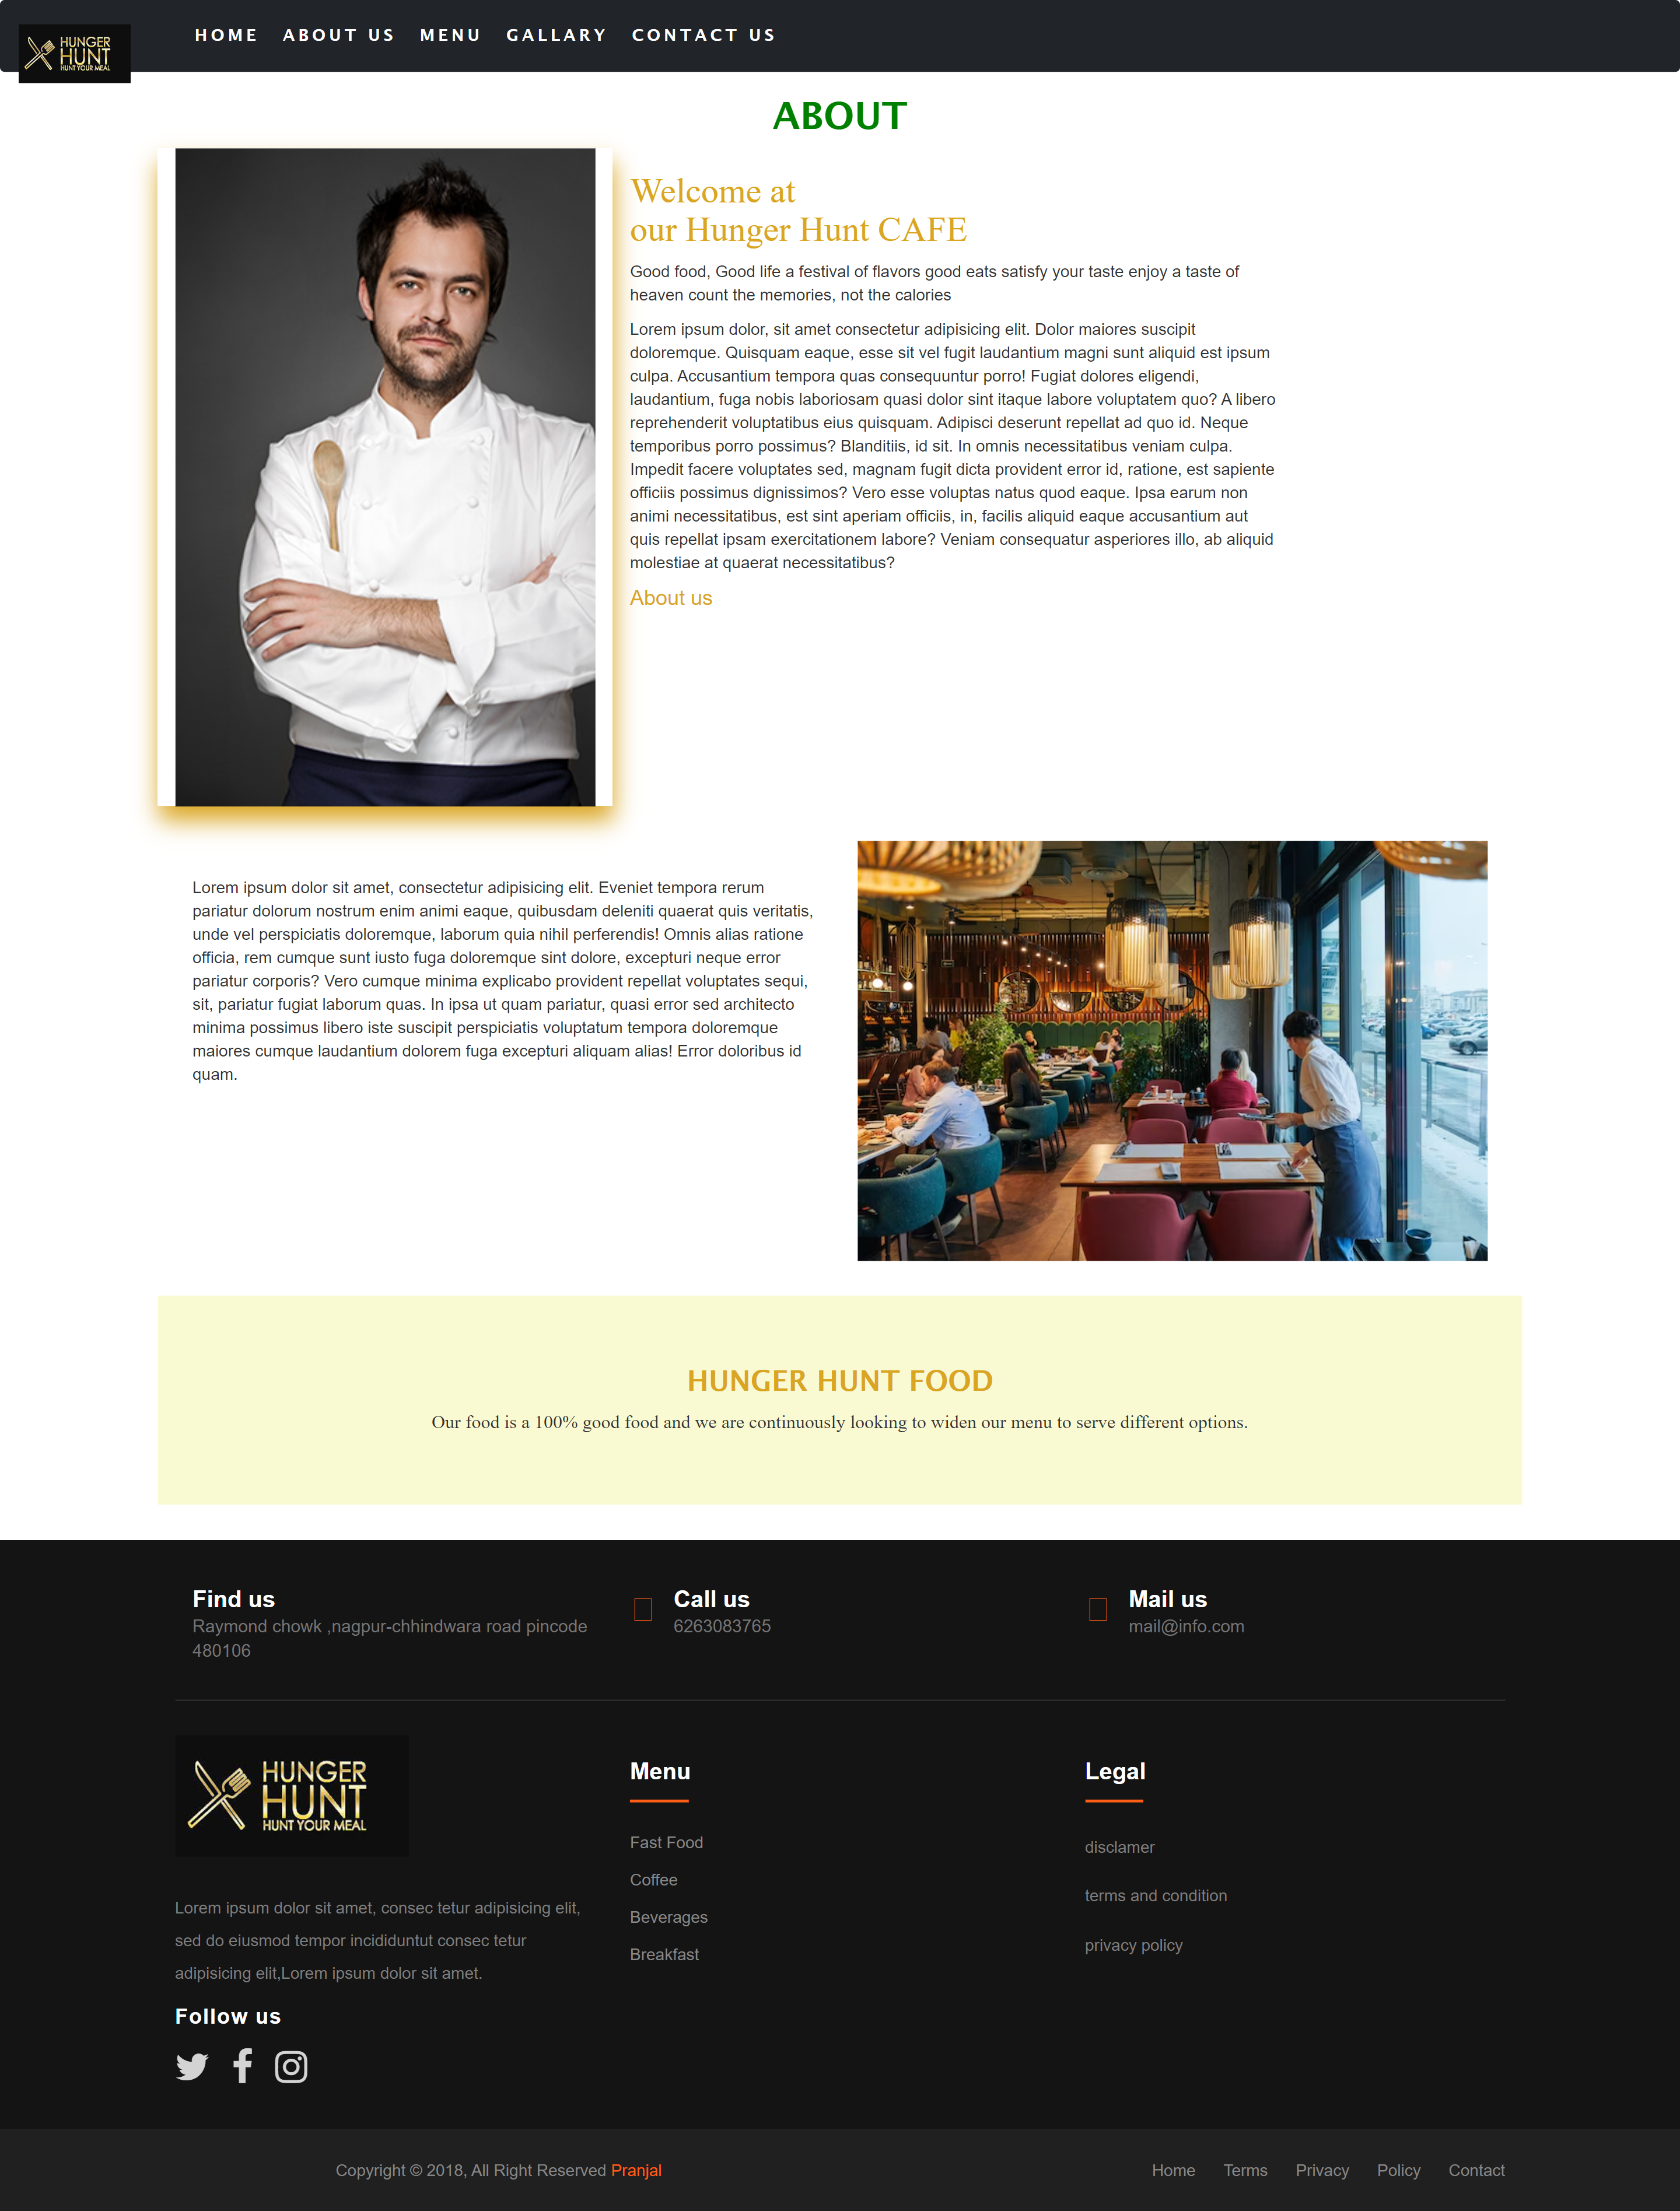 HUNGER
HUNT
HUNT YOUR MEAL
HOME ABOUT US MENU GALLARY CONTACT US
ABOUT
Welcome at
our Hunger Hunt CAFE
Good food, Good life a festival of flavors good eats satisfy your taste enjoy a taste of
heaven count the memories, not the calories
Lorem ipsum dolor, sit amet consectetur adipisicing elit. Dolor maiores suscipit
doloremque. Quisquam eaque, esse sit vel fugit laudantium magni sunt aliquid est ipsum
culpa. Accusantium tempora quas consequuntur porro! Fugiat dolores eligendi,
laudantium, fuga nobis laboriosam quasi dolor sint itaque labore voluptatem quo? A libero
reprehenderit voluptatibus eius quisquam. Adipisci deserunt repellat ad quo id. Neque
temporibus porro possimus? Blanditiis, id sit. In omnis necessitatibus veniam culpa.
Impedit facere voluptates sed, magnam fugit dicta provident error id, ratione, est sapiente
officiis possimus dignissimos? Vero esse voluptas natus quod eaque. Ipsa earum non
animi necessitatibus, est sint aperiam officiis, in, facilis aliquid eaque accusantium aut
quis repellat ipsam exercitationem labore? Veniam consequatur asperiores illo, ab aliquid
molestiae at quaerat necessitatibus?
About us
Lorem ipsum dolor sit amet, consectetur adipisicing elit. Eveniet tempora rerum
pariatur dolorum nostrum enim animi eaque, quibusdam deleniti quaerat quis veritatis,
unde vel perspiciatis doloremque, laborum quia nihil perferendis! Omnis alias ratione
officia, rem cumque sunt iusto fuga doloremque sint dolore, excepturi neque error
pariatur corporis? Vero cumque minima explicabo provident repellat voluptates sequi,
sit, pariatur fugiat laborum quas. In ipsa ut quam pariatur, quasi error sed architecto
minima possimus libero iste suscipit perspiciatis voluptatum tempora doloremque
maiores cumque laudantium dolorem fuga excepturi aliquam alias! Error doloribus id
quam.
HUNGER HUNT FOOD
Our food is a 100% good food and we are continuously looking to widen our menu to serve different options.
Find us
Raymond chowk ,nagpur-chhindwara road pincode
480106
Call us
6263083765
Mail us
mail@info.com
HUNGER
HUNT
HUNT YOUR MEAL
Lorem ipsum dolor sit amet, consec tetur adipisicing elit,
sed do eiusmod tempor incididuntut consec tetur
adipisicing elit,Lorem ipsum dolor sit amet.
Follow us
Menu
Fast Food
Coffee
Beverages
Breakfast
Legal
disclamer
terms and condition
privacy policy
Copyright © 2018, All Right Reserved Pranjal
Home Terms Privacy Policy Contact